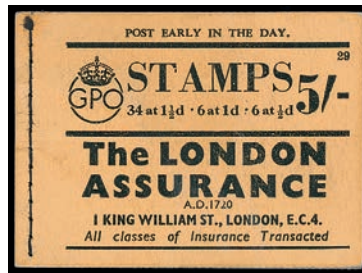 POST EARLY IN THE DAY.
29
GPO
STAMPS 5/-
34 at 1½d · 6 at 1d · 6 at ½d
The LONDON
ASSURANCE
A.D.1720
1 KING WILLIAM ST., LONDON, E.C.4.
All classes of Insurance Transacted